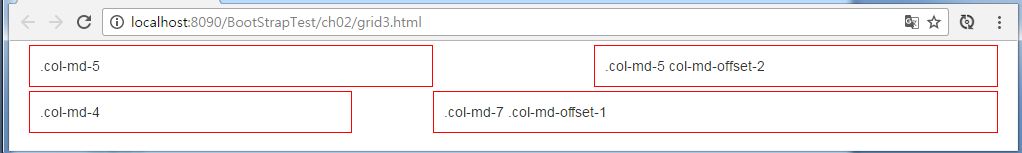 localhost:8090/BootStrapTest/ch02/grid3.html
.col-md-5
.col-md-5 col-md-offset-2
.col-md-4
.col-md-7 .col-md-offset-1